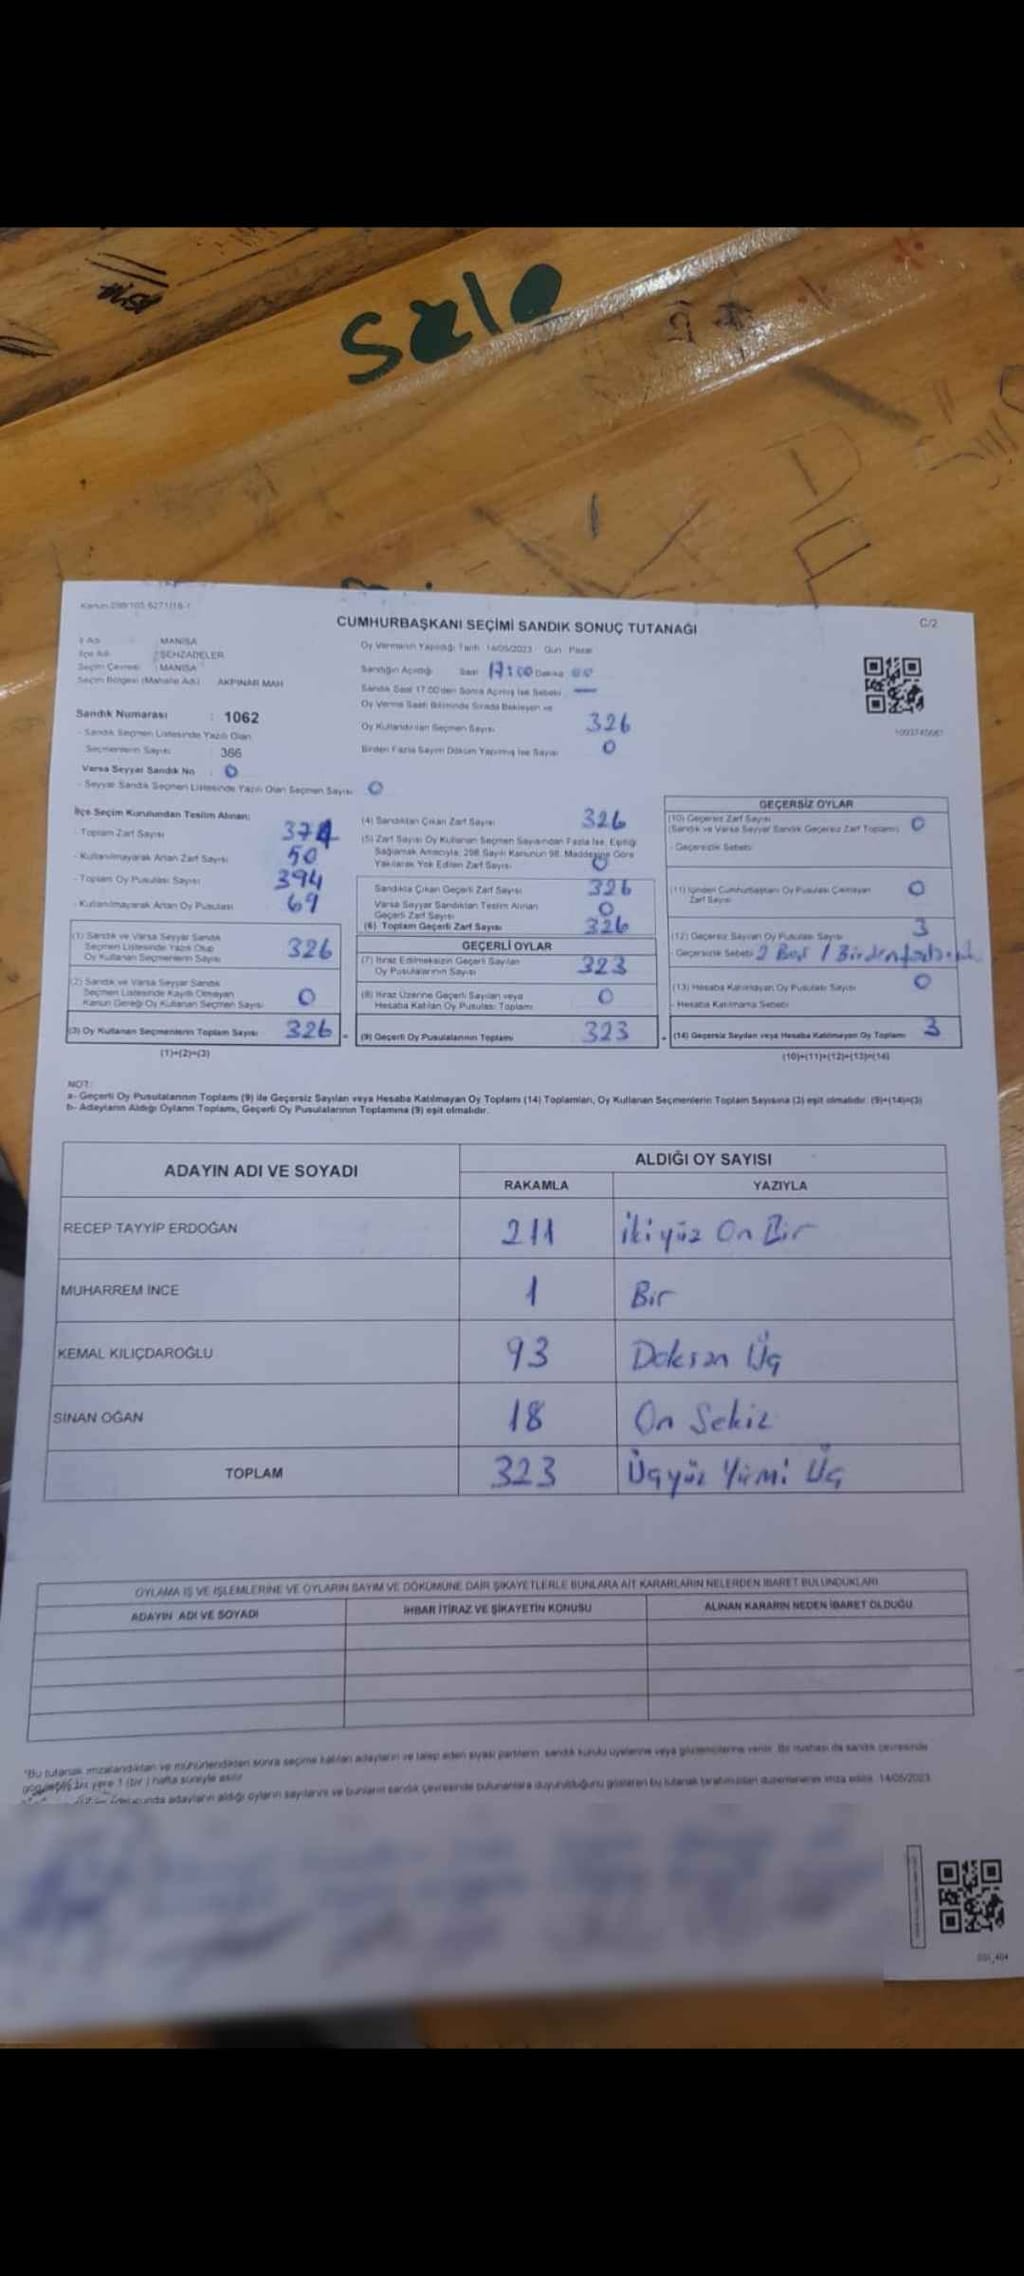 Sale
CUMHURBAŞKANI SEÇİMİ SANDIK SONUÇ TUTANAĞI
C/2
İl Adı : MANİSA
İlçe Adı : ŞEHZADELER
Seçim Çevresi : MANİSA
Seçim Bölgesi (Mahalle Adı) : AKPINAR MAH
Sandık Numarası : 1062
- Sandık Seçmen Listesinde Yazılı Olan
Seçmenlerin Sayısı : 366
Varsa Seyyar Sandık No : 0
- Seyyar Sandık Seçmen Listesinde Yazılı Olan Seçmen Sayısı : 0
Oy Vermenin Yapıldığı Tarih 14/05/2023 Gün Pazar
Sandığın Açıldığı Saat 17:00 Dakika 00
Sandık Saat 17.00'den Sonra Açılmış İse Sebebi —
Oy Verme Saati Bitiminde Sırada Bekleyen ve
Oy Kullandırılan Seçmen Sayısı 326
Birden Fazla Sayım Döküm Yapılmış İse Sayısı 0
İlçe Seçim Kurulundan Teslim Alınan;
- Toplam Zarf Sayısı
- Kullanılmayarak Artan Zarf Sayısı 50
- Toplam Oy Pusulası Sayısı 394
- Kullanılmayarak Artan Oy Pusulası 69
(1) Sandık ve Varsa Seyyar Sandık
Seçmen Listesinde Yazılı Olup
Oy Kullanan Seçmenlerin Sayısı 326
(2) Sandık ve Varsa Seyyar Sandık
Seçmen Listesinde Kayıtlı Olmayan
Kanun Gereği Oy Kullanan Seçmen Sayısı 0
(3) Oy Kullanan Seçmenlerin Toplam Sayısı 326
(1)+(2)=(3)
(4) Sandıktan Çıkan Zarf Sayısı 326
(5) Zarf Sayısı Oy Kullanan Seçmen Sayısından Fazla İse, Eşitliği
Sağlamak Amacıyla; 298 Sayılı Kanunun 98. Maddesine Göre
Yakılarak Yok Edilen Zarf Sayısı 0
Sandıkta Çıkan Geçerli Zarf Sayısı 326
Varsa Seyyar Sandıktan Teslim Alınan
Geçerli Zarf Sayısı 0
(6) Toplam Geçerli Zarf Sayısı 326
GEÇERLİ OYLAR
(7) İtiraz Edilmeksizin Geçerli Sayılan
Oy Pusulalarının Sayısı 323
(8) İtiraz Üzerine Geçerli Sayılan veya
Hesaba Katılan Oy Pusulası Toplamı 0
(9) Geçerli Oy Pusulalarının Toplamı 323
GEÇERSİZ OYLAR
(10) Geçersiz Zarf Sayısı 0
(Sandık ve Varsa Seyyar Sandık Geçersiz Zarf Toplamı)
- Geçersizlik Sebebi
(11) İçinden Cumhurbaşkanı Oy Pusulası Çıkmayan
Zarf Sayısı 0
(12) Geçersiz Sayılan Oy Pusulası Sayısı 3
- Geçersizlik Sebebi 2 Boş 1
(13) Hesaba Katılmayan Oy Pusulası Sayısı 0
- Hesaba Katılmama Sebebi
(14) Geçersiz Sayılan veya Hesaba Katılmayan Oy Toplamı 3
(10)+(11)+(12)+(13)=(14)
NOT:
a- Geçerli Oy Pusulalarının Toplamı (9) ile Geçersiz Sayılan veya Hesaba Katılmayan Oy Toplamı (14) Toplamları, Oy Kullanan Seçmenlerin Toplam Sayısına (3) eşit olmalıdır. (9)+(14)=(3)
b- Adayların Aldığı Oyların Toplamı, Geçerli Oy Pusulalarının Toplamına (9) eşit olmalıdır.
ADAYIN ADI VE SOYADI
ALDIĞI OY SAYISI
RAKAMLA YAZIYLA
RECEP TAYYİP ERDOĞAN 211 İkiyüz On Bir
MUHARREM İNCE 1 Bir
KEMAL KILIÇDAROĞLU 93 Doksan Üç
SİNAN OĞAN 18 On Sekiz
TOPLAM 323 Üçyüz Yirmi Üç
OYLAMA İŞ VE İŞLEMLERİNE VE OYLARIN SAYIM VE DÖKÜMÜNE DAİR ŞİKAYETLERLE BUNLARA AİT KARARLARIN NELERDEN İBARET BULUNDUKLARI
ADAYIN ADI VE SOYADI İHBAR İTİRAZ VE ŞİKAYETİN KONUSU ALINAN KARARIN NEDEN İBARET OLDUĞU
"Bu tutanak imzalandıktan ve mühürlendikten sonra seçime katılan adayların ve talep eden siyasi partilerin sandık kurulu üyelerine veya gözlemcilerine verilir. Bir nüshası da sandık çevresinde
yere 1 (bir) hafta süreyle asılır.
adayların aldığı oyların sayılarını ve bunların sandık çevresinde bulunanlara duyurulduğunu gösteren bu tutanak tarafımızdan düzenlenerek imza edildi. 14/05/2023